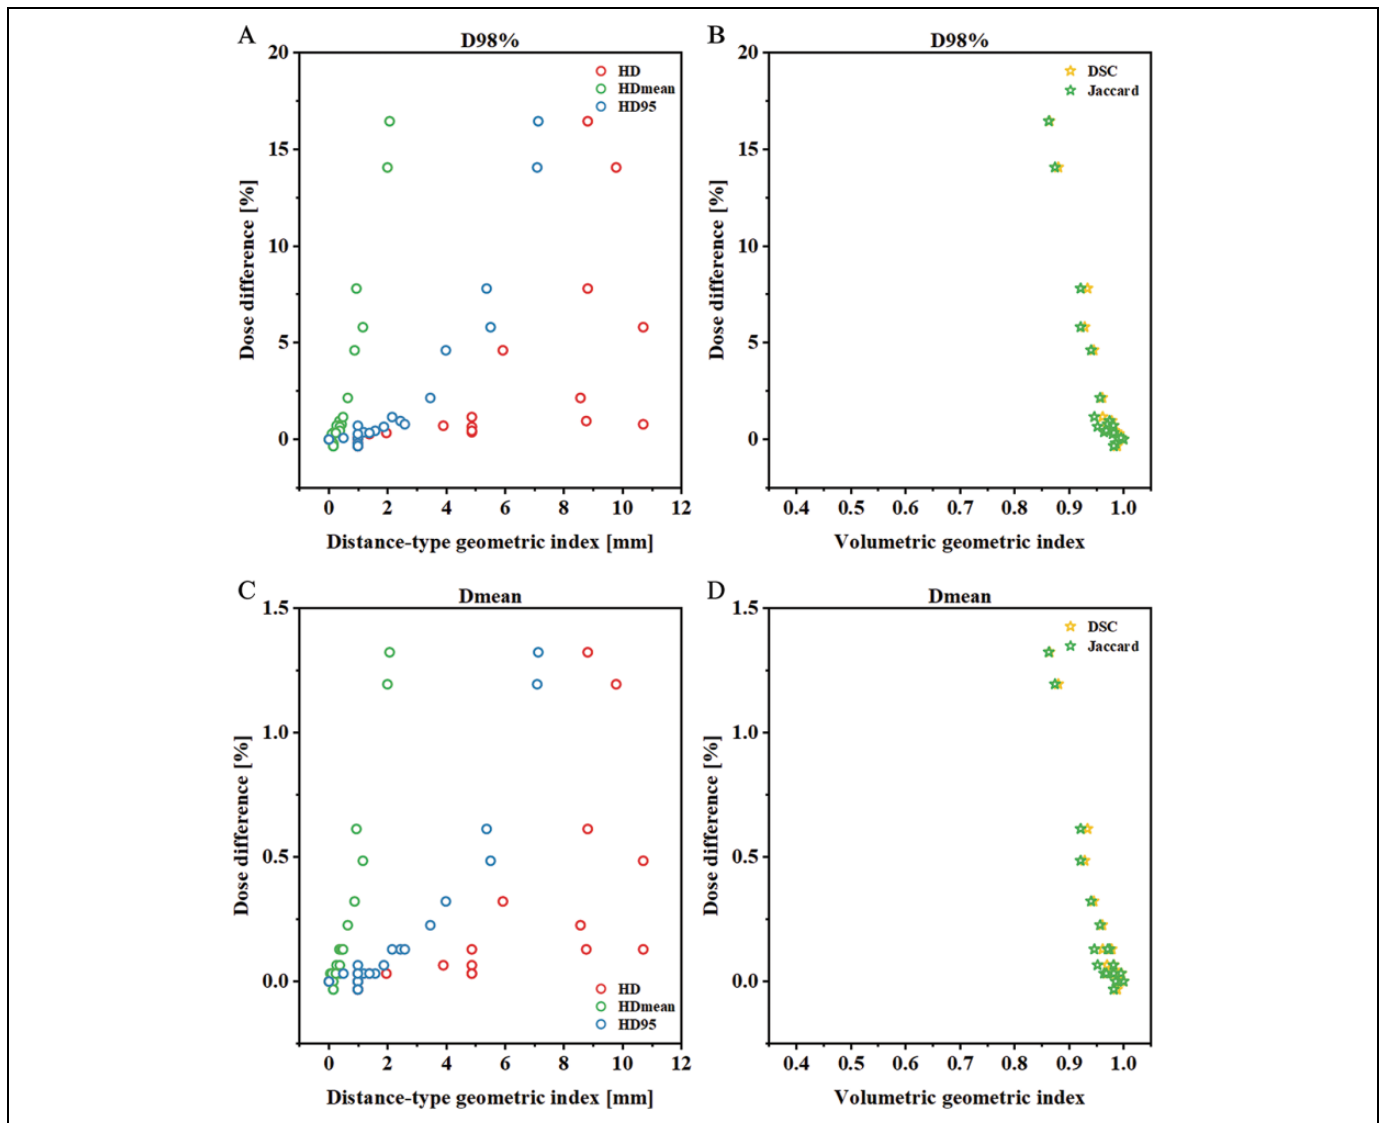 A
D98%
20
15
10
5
0
Dose difference [%]
HD
HDmean
HD95
0 2 4 6 8 10 12
Distance-type geometric index [mm]
B
D98%
20
15
10
5
0
Dose difference [%]
DSC
Jaccard
0.4 0.5 0.6 0.7 0.8 0.9 1.0
Volumetric geometric index
C
Dmean
1.5
1.0
0.5
0.0
Dose difference [%]
HD
HDmean
HD95
0 2 4 6 8 10 12
Distance-type geometric index [mm]
D
Dmean
1.5
1.0
0.5
0.0
Dose difference [%]
DSC
Jaccard
0.4 0.5 0.6 0.7 0.8 0.9 1.0
Volumetric geometric index